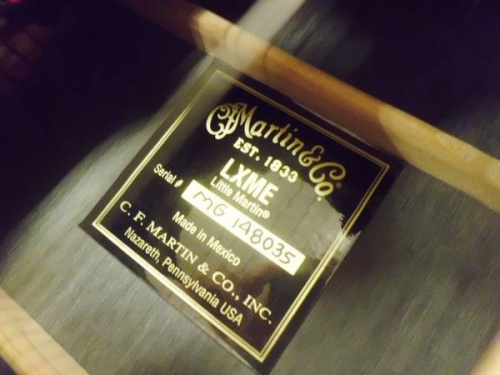 CFMartin & Co.®
EST. 1833
LXME
Little Martin®
Serial # MG 148035
Made in Mexico
C. F. MARTIN & CO., INC.
Nazareth, Pennsylvania USA